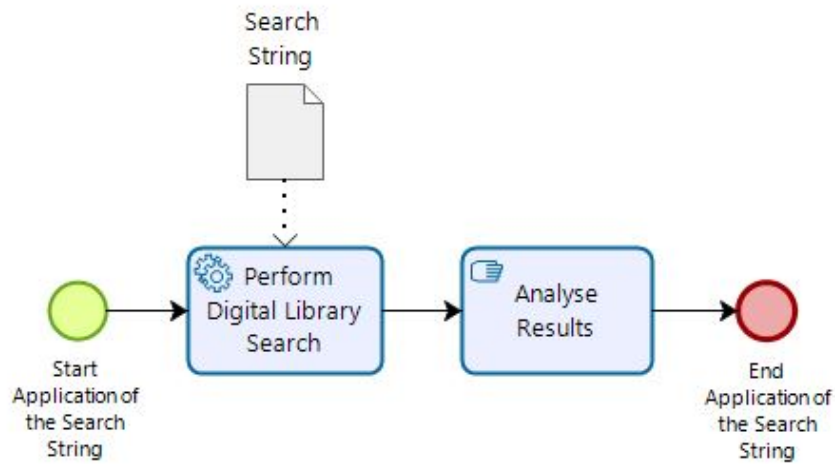 Search
String
Perform
Digital Library
Search
Analyse
Results
Start
Application of
the Search
String
End
Application of
the Search
String